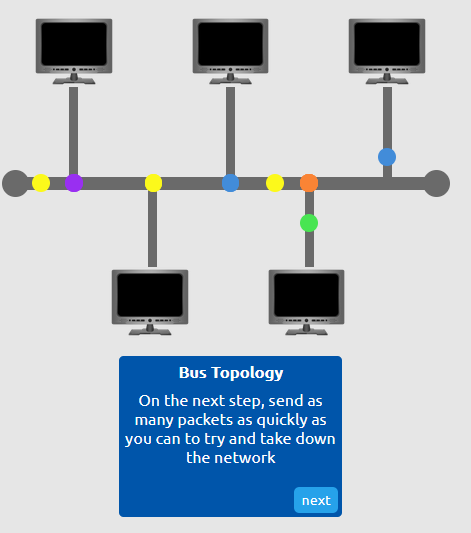 Bus Topology
On the next step, send as
many packets as quickly as
you can to try and take down
the network
next